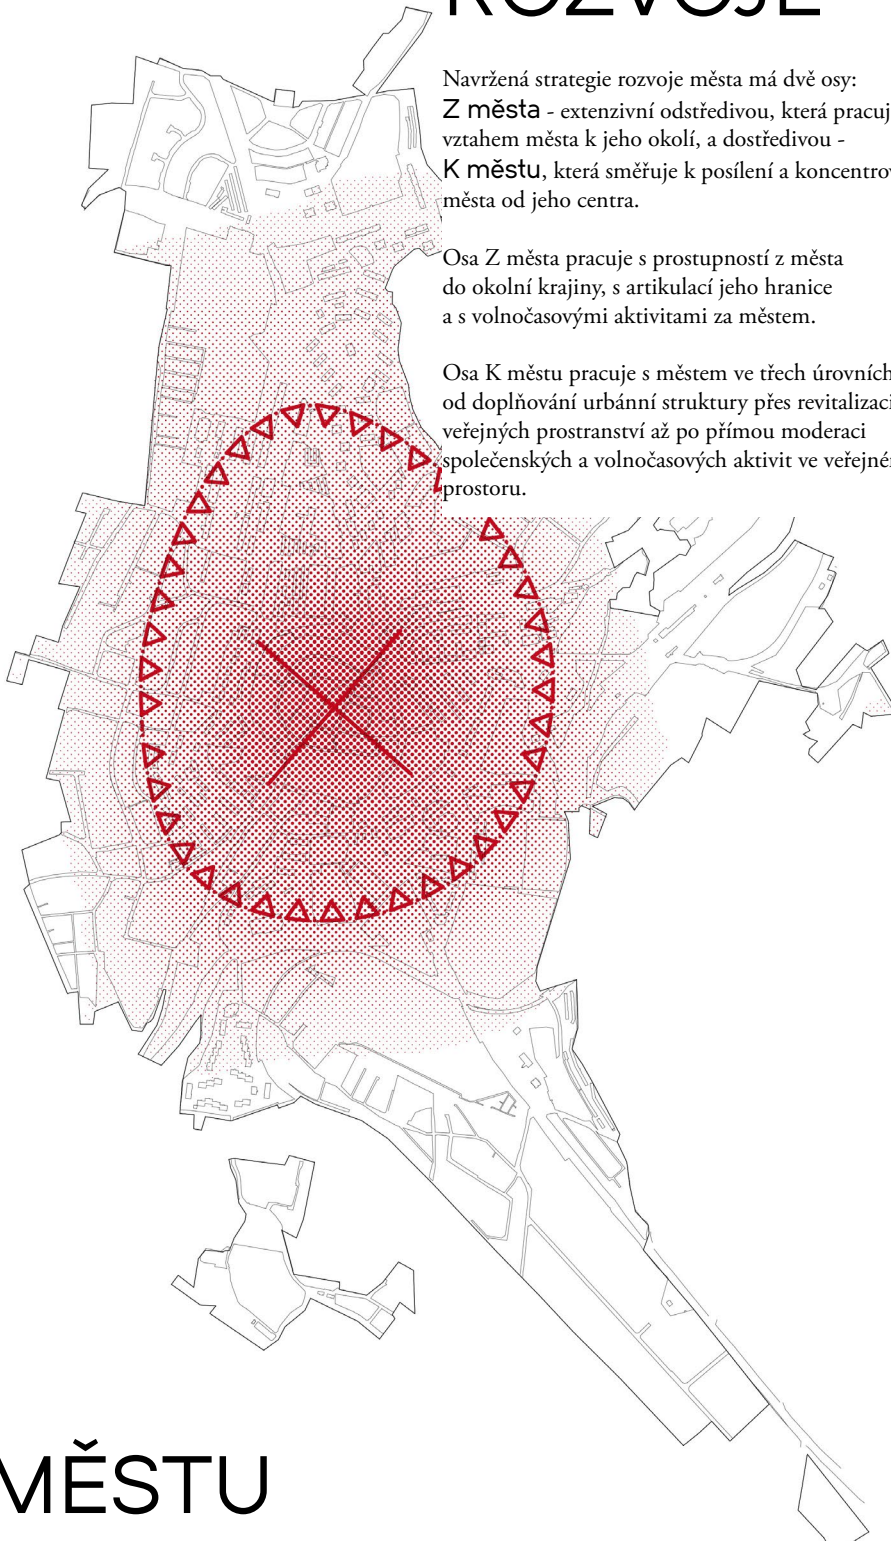 ROZVOJE
Navržená strategie rozvoje města má dvě osy:
Z města - extenzivní odstředivou, která pracuj
vztahem města k jeho okolí, a dostředivou -
K městu, která směřuje k posílení a koncentrov
města od jeho centra.
Osa Z města pracuje s prostupností z města
do okolní krajiny, s artikulací jeho hranice
a s volnočasovými aktivitami za městem.
Osa K městu pracuje s městem ve třech úrovních
od doplňování urbánní struktury přes revitalizaci
veřejných prostranství až po přímou moderaci
společenských a volnočasových aktivit ve veřejné
prostoru.
MĚSTU